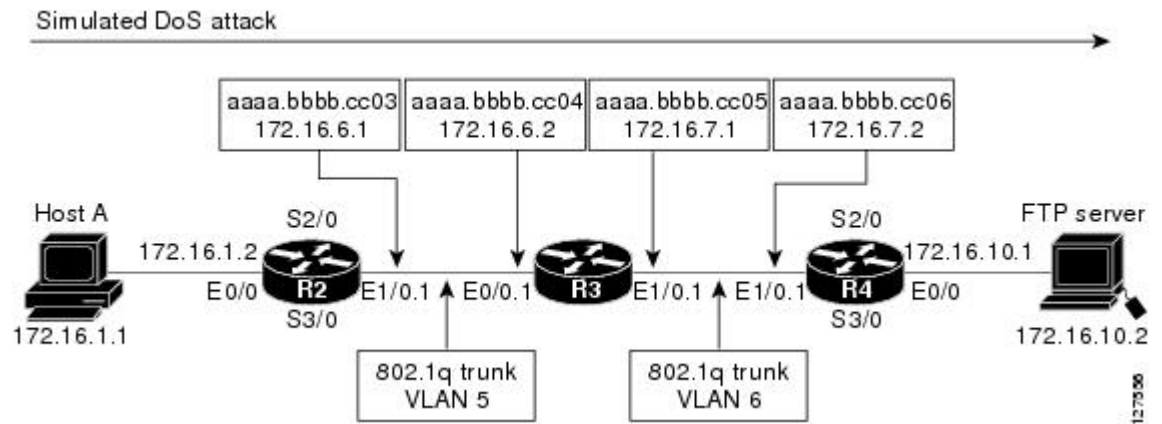 Simulated DoS attack
aaaa.bbbb.cc03
172.16.6.1
aaaa.bbbb.cc04
172.16.6.2
aaaa.bbbb.cc05
172.16.7.1
aaaa.bbbb.cc06
172.16.7.2
Host A
172.16.1.1
172.16.1.2
E0/0
S2/0
R2
S3/0
E1/0.1
E0/0.1
R3
E1/0.1
E1/0.1
S2/0
R4
S3/0
172.16.10.1
E0/0
FTP server
172.16.10.2
802.1q trunk
VLAN 5
802.1q trunk
VLAN 6
127556